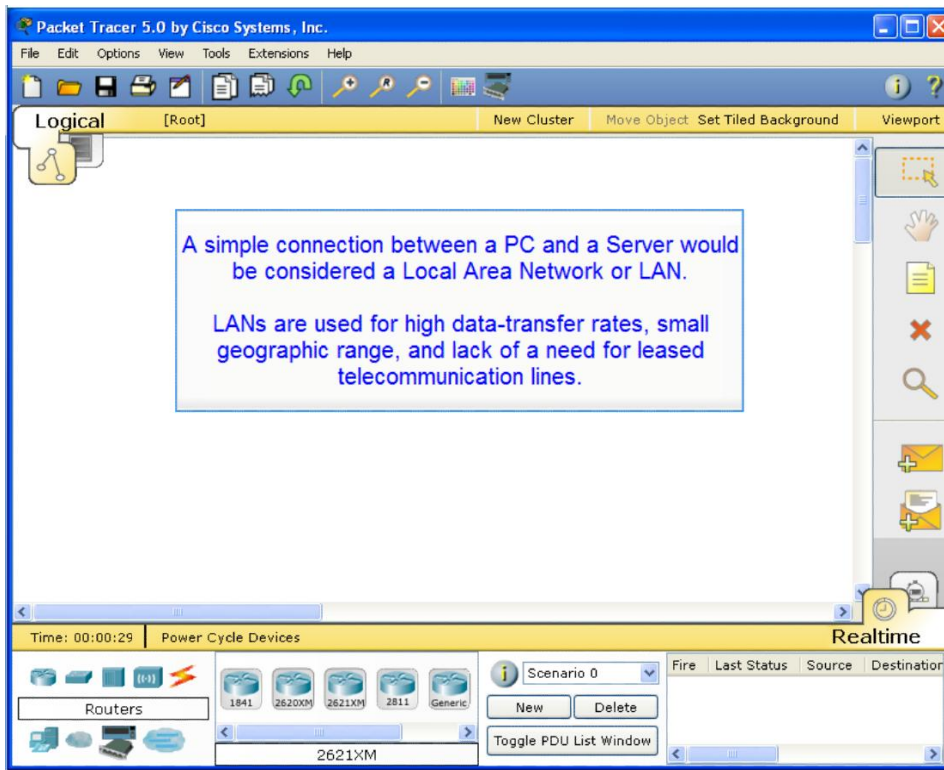 Packet Tracer 5.0 by Cisco Systems, Inc.
File Edit Options View Tools Extensions Help
Logical [Root] New Cluster Move Object Set Tiled Background Viewport
A simple connection between a PC and a Server would
be considered a Local Area Network or LAN.
LANs are used for high data-transfer rates, small
geographic range, and lack of a need for leased
telecommunication lines.
Time: 00:00:29 Power Cycle Devices Realtime
Routers
1841 2620XM 2621XM 2811 Generic
2621XM
Scenario 0
New Delete
Toggle PDU List Window
Fire Last Status Source Destination